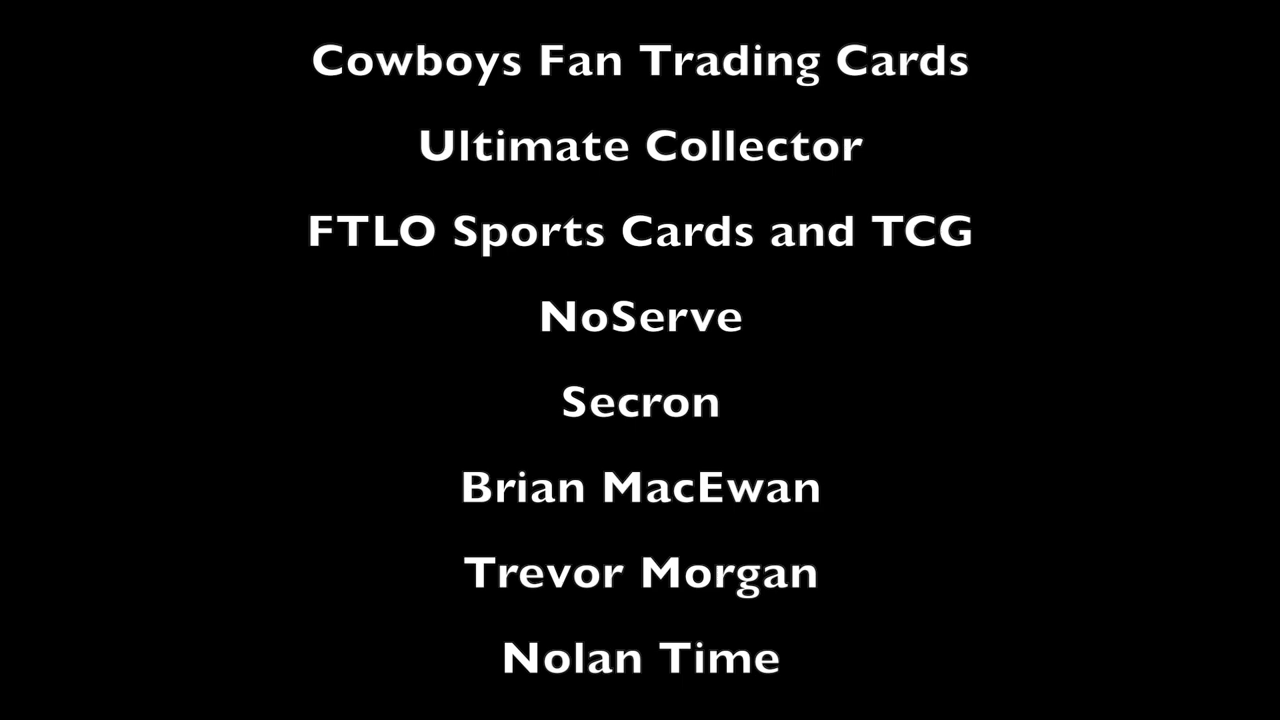 Cowboys Fan Trading Cards
Ultimate Collector
FTLO Sports Cards and TCG
NoServe
Secron
Brian MacEwan
Trevor Morgan
Nolan Time